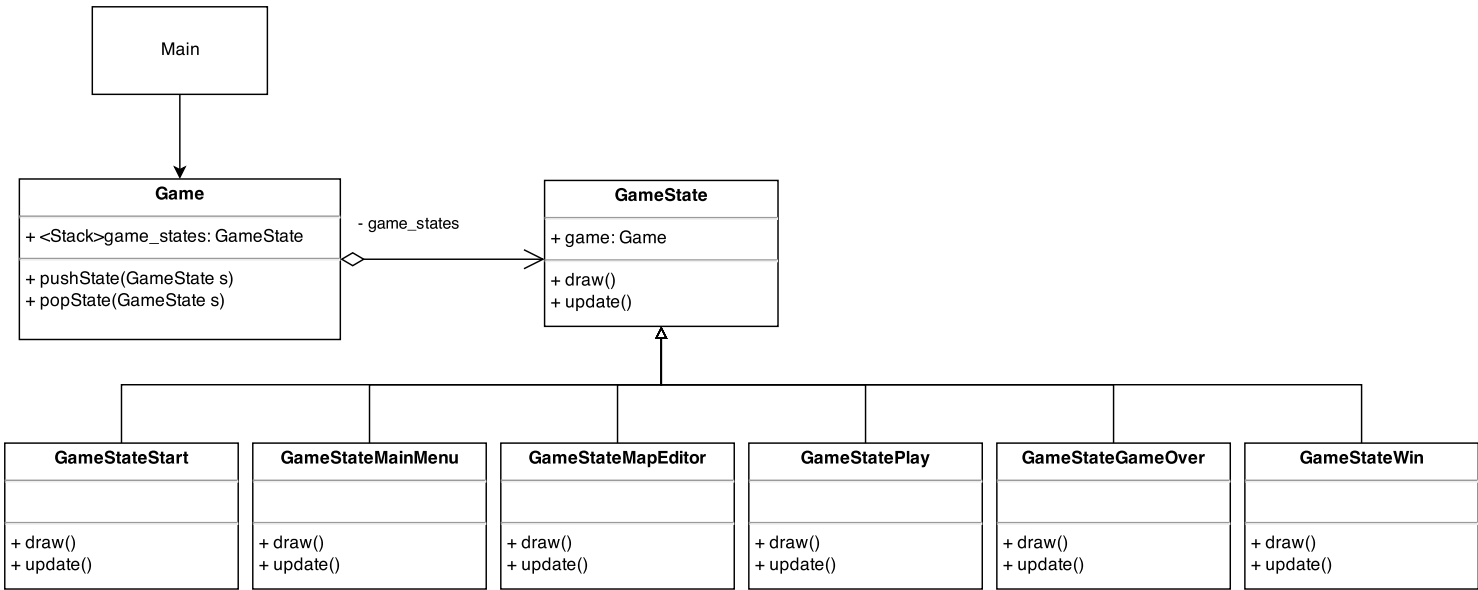 Main
Game
+ <Stack>game_states: GameState
+ pushState(GameState s)
+ popState(GameState s)
- game_states
GameState
+ game: Game
+ draw()
+ update()
GameStateStart
+ draw()
+ update()
GameStateMainMenu
+ draw()
+ update()
GameStateMapEditor
+ draw()
+ update()
GameStatePlay
+ draw()
+ update()
GameStateGameOver
+ draw()
+ update()
GameStateWin
+ draw()
+ update()